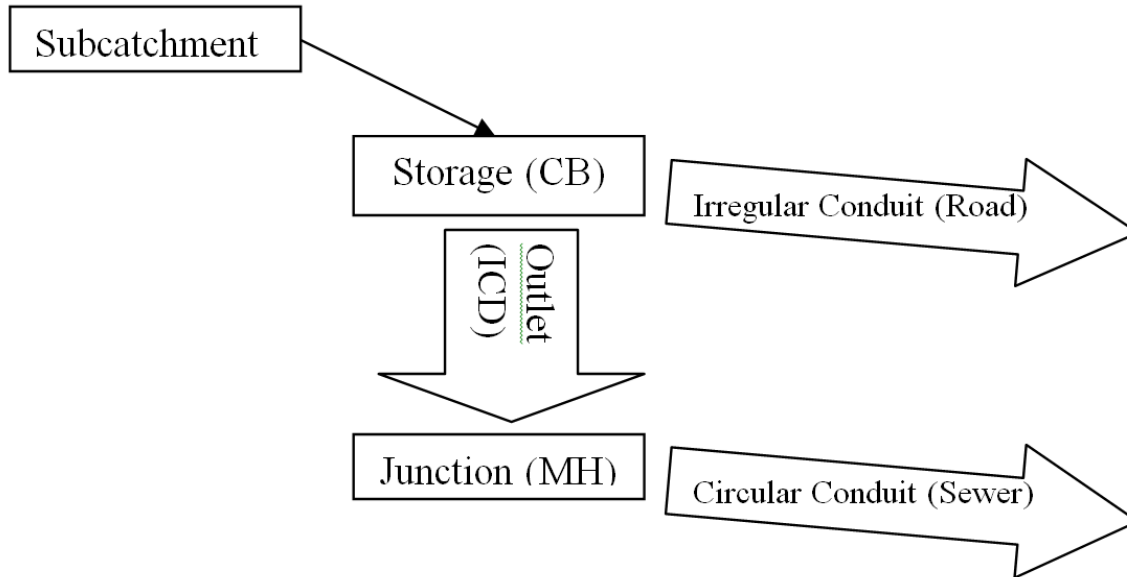 Subcatchment
Storage (CB)
Irregular Conduit (Road)
Outlet
(ICD)
Junction (MH)
Circular Conduit (Sewer)